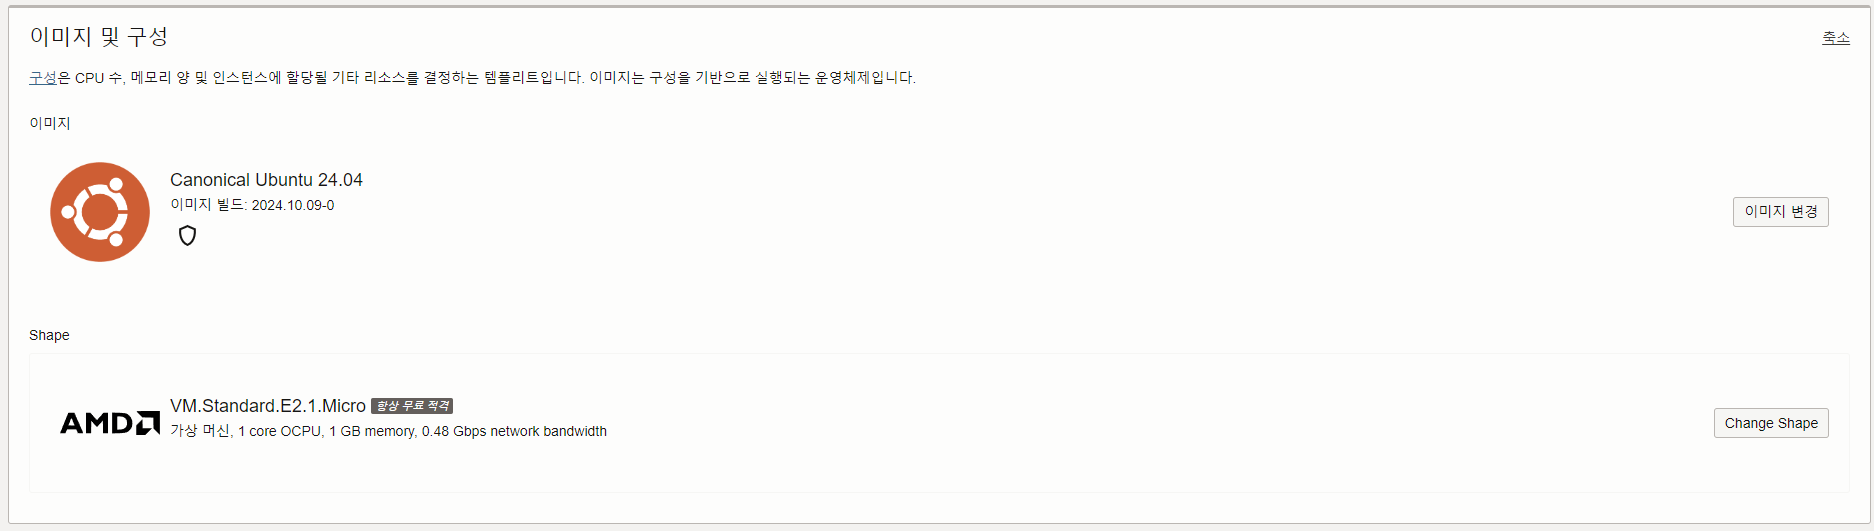 이미지 및 구성
축소
구성은 CPU 수, 메모리 양 및 인스턴스에 할당될 기타 리소스를 결정하는 템플리트입니다. 이미지는 구성을 기반으로 실행되는 운영체제입니다.
이미지
Canonical Ubuntu 24.04
이미지 빌드: 2024.10.09-0
이미지 변경
Shape
AMD
VM.Standard.E2.1.Micro 항상 무료 적격
가상 머신, 1 core OCPU, 1 GB memory, 0.48 Gbps network bandwidth
Change Shape